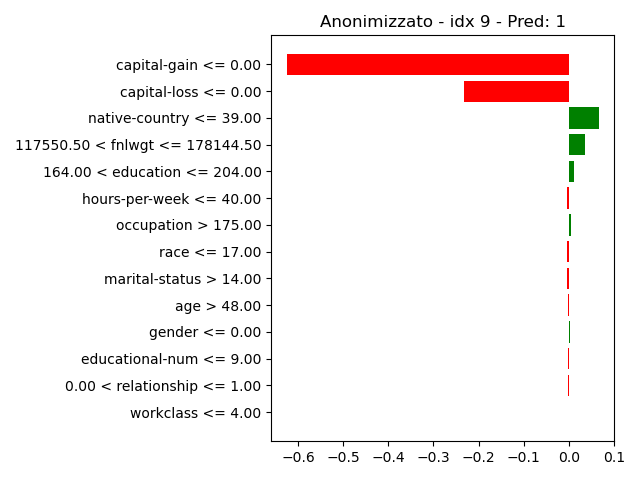 Anonimizzato - idx 9 - Pred: 1
capital-gain <= 0.00
capital-loss <= 0.00
native-country <= 39.00
117550.50 < fnlwgt <= 178144.50
164.00 < education <= 204.00
hours-per-week <= 40.00
occupation > 175.00
race <= 17.00
marital-status > 14.00
age > 48.00
gender <= 0.00
educational-num <= 9.00
0.00 < relationship <= 1.00
workclass <= 4.00
−0.6 −0.5 −0.4 −0.3 −0.2 −0.1 0.0 0.1